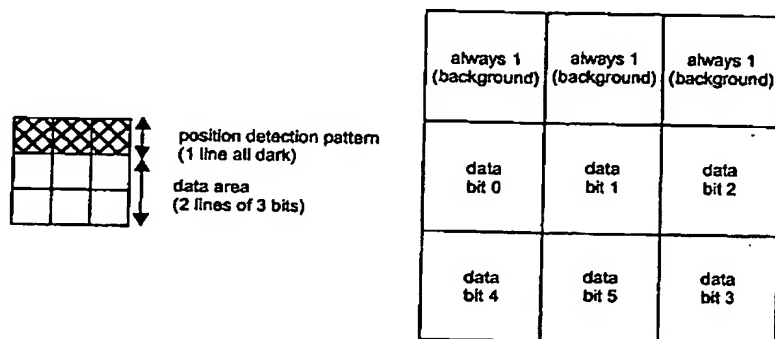 position detection pattern
(1 line all dark)
data area
(2 lines of 3 bits)
always 1
(background)
always 1
(background)
always 1
(background)
data
bit 0
data
bit 1
data
bit 2
data
bit 4
data
bit 5
data
bit 3